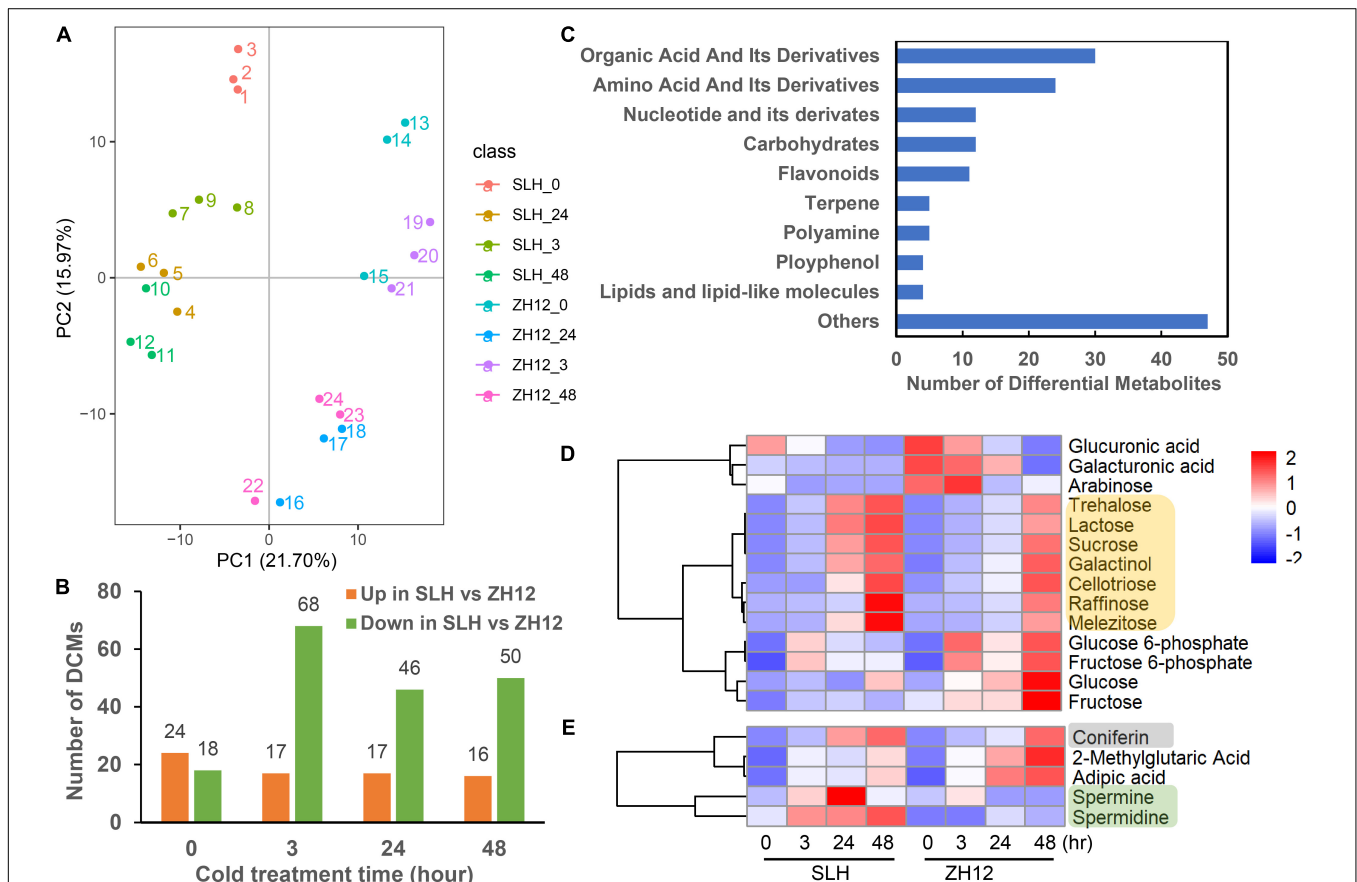 A
3
2
1
13
14
9
7
8
19
20
6
5
15
10
21
4
12
11
24
23
18
17
22
16
10
0
−10
−10
0
10
PC2 (15.97%)
PC1 (21.70%)
class
a SLH_0
a SLH_24
a SLH_3
a SLH_48
a ZH12_0
a ZH12_24
a ZH12_3
a ZH12_48
B
Up in SLH vs ZH12
Down in SLH vs ZH12
Number of DCMs
80
60
40
20
0
24
18
17
68
17
46
16
50
0
3
24
48
Cold treatment time (hour)
C
Organic Acid And Its Derivatives
Amino Acid And Its Derivatives
Nucleotide and its derivates
Carbohydrates
Flavonoids
Terpene
Polyamine
Ployphenol
Lipids and lipid-like molecules
Others
0 10 20 30 40 50
Number of Differential Metabolites
D
Glucuronic acid
Galacturonic acid
Arabinose
Trehalose
Lactose
Sucrose
Galactinol
Cellotriose
Raffinose
Melezitose
Glucose 6-phosphate
Fructose 6-phosphate
Glucose
Fructose
2
1
0
-1
-2
E
Coniferin
2-Methylglutaric Acid
Adipic acid
Spermine
Spermidine
0 3 24 48 0 3 24 48 (hr)
SLH ZH12